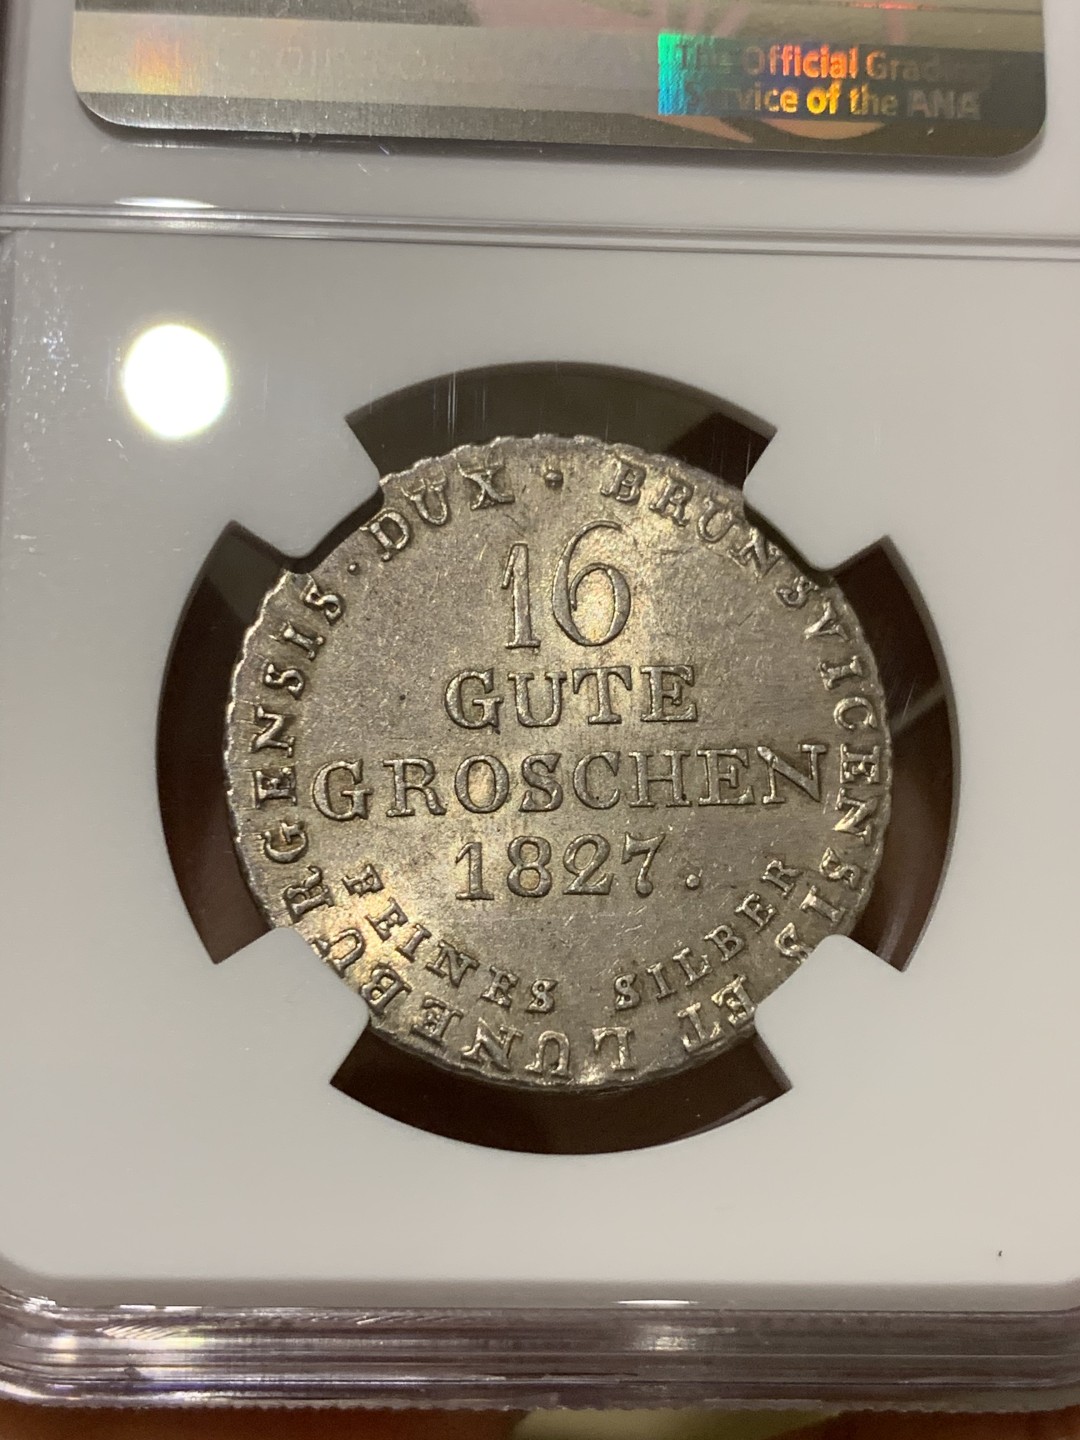 The Official Grading
Service of the ANA
BRUNSVICENSIS ET LUNEBURGENSIS · DUX ·
16
GUTE
GROSCHEN
1827.
FEINES SILBER